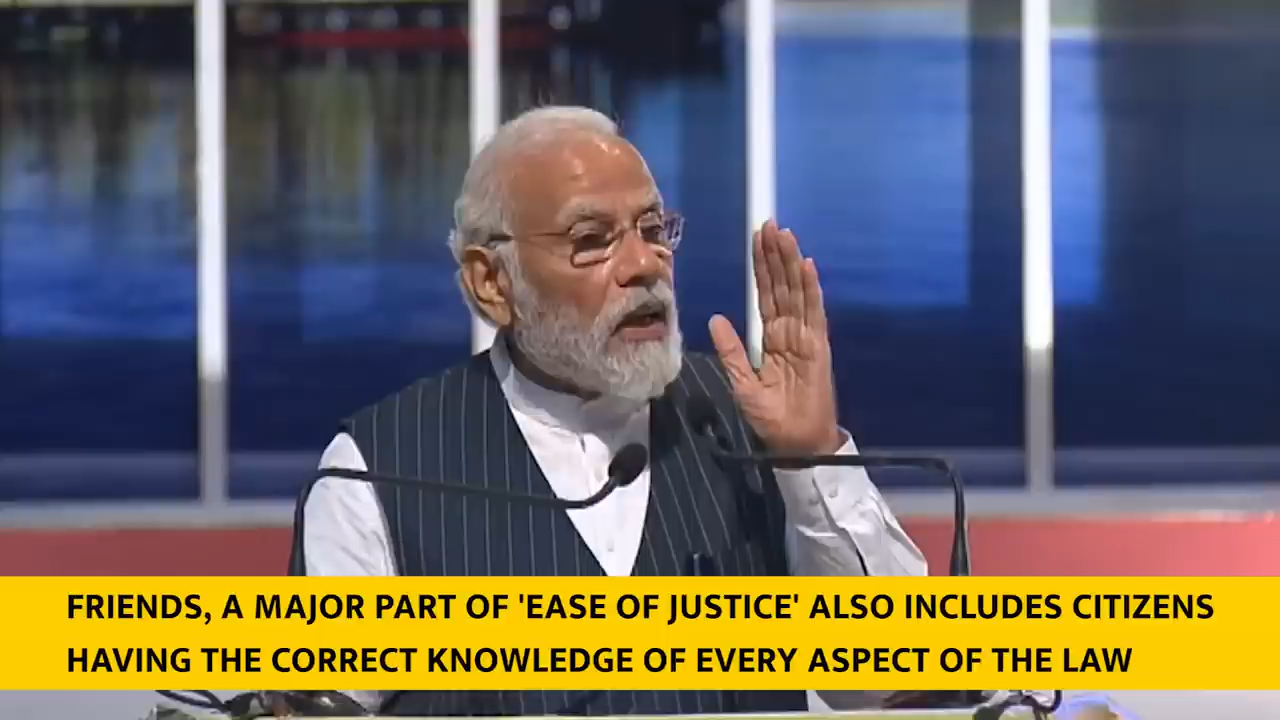 FRIENDS, A MAJOR PART OF 'EASE OF JUSTICE' ALSO INCLUDES CITIZENS
HAVING THE CORRECT KNOWLEDGE OF EVERY ASPECT OF THE LAW